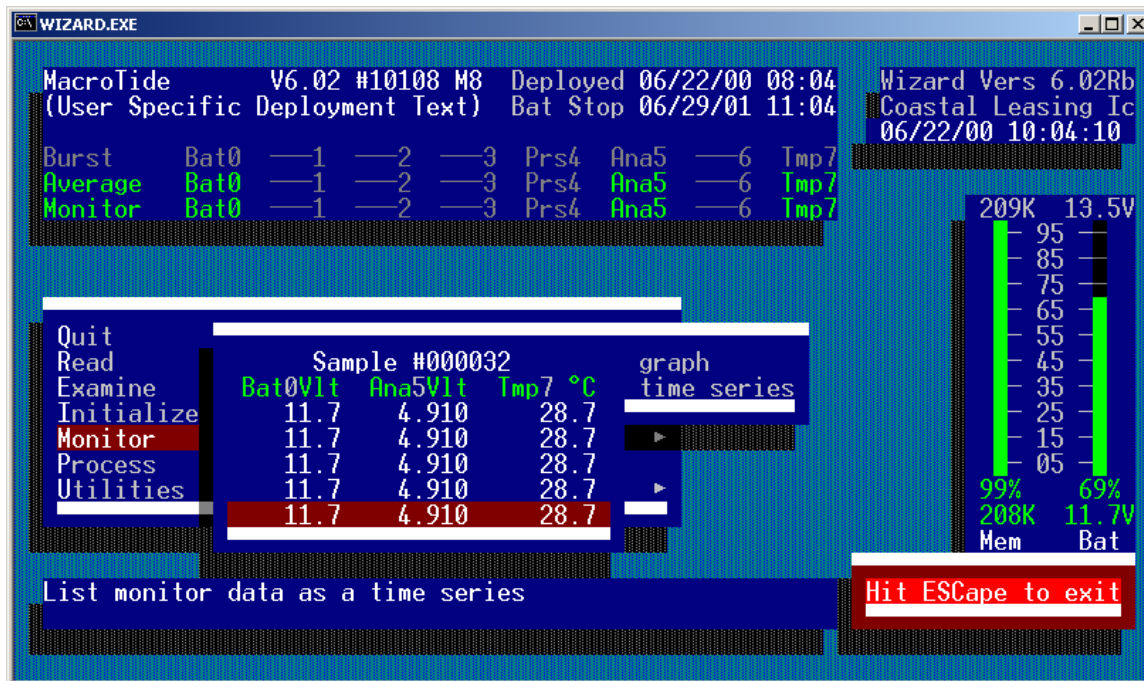 WIZARD.EXE
MacroTide V6.02 #10108 M8 Deployed 06/22/00 08:04
(User Specific Deployment Text) Bat Stop 06/29/01 11:04
Burst Bat0 ——1 ——2 ——3 Prs4 Ana5 ——6 Tmp7
Average Bat0 ——1 ——2 ——3 Prs4 Ana5 ——6 Tmp7
Monitor Bat0 ——1 ——2 ——3 Prs4 Ana5 ——6 Tmp7
Wizard Vers 6.02Rb
Coastal Leasing Ic
06/22/00 10:04:10
Quit
Read
Examine
Initialize
Monitor
Process
Utilities
Sample #000032
Bat0Vlt Ana5Vlt Tmp7 °C
11.7 4.910 28.7
11.7 4.910 28.7
11.7 4.910 28.7
11.7 4.910 28.7
11.7 4.910 28.7
graph
time series
209K 13.5V
95
85
75
65
55
45
35
25
15
05
99% 69%
208K 11.7V
Mem Bat
List monitor data as a time series
Hit ESCape to exit